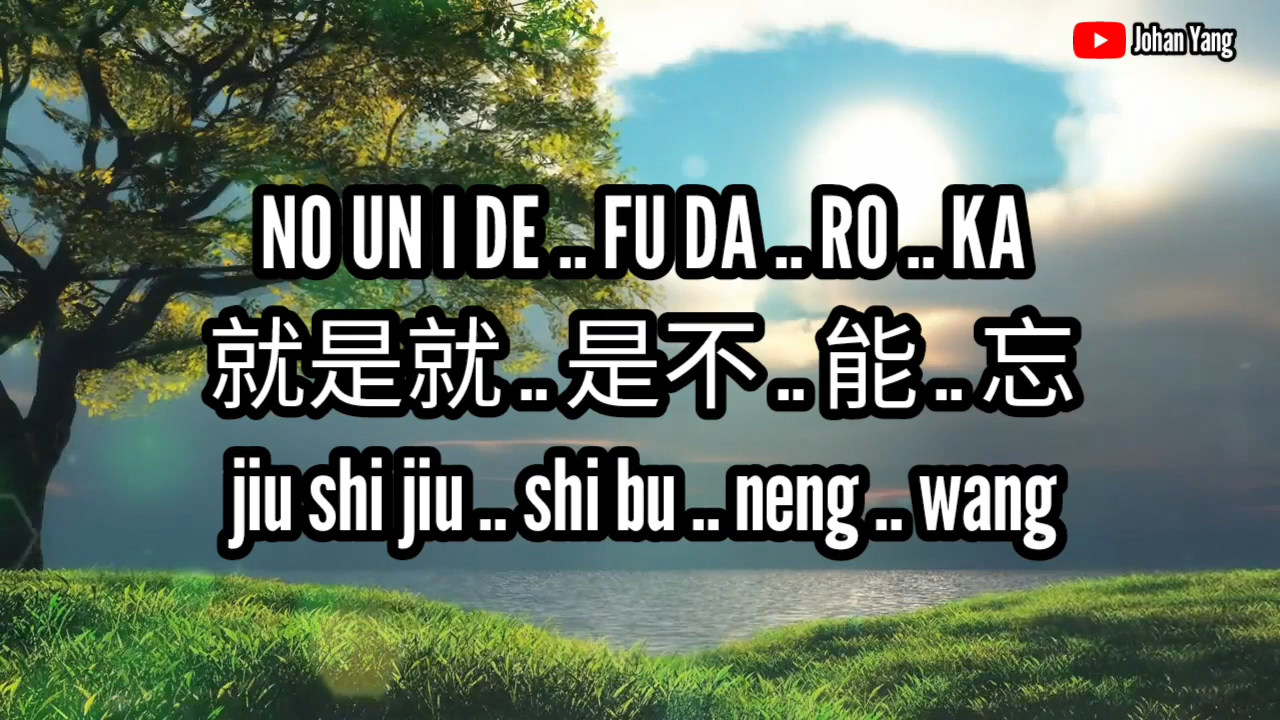 Johan Yang
NO UN I DE .. FU DA .. RO .. KA
就是就 .. 是不 .. 能 .. 忘
jiu shi jiu .. shi bu .. neng .. wang